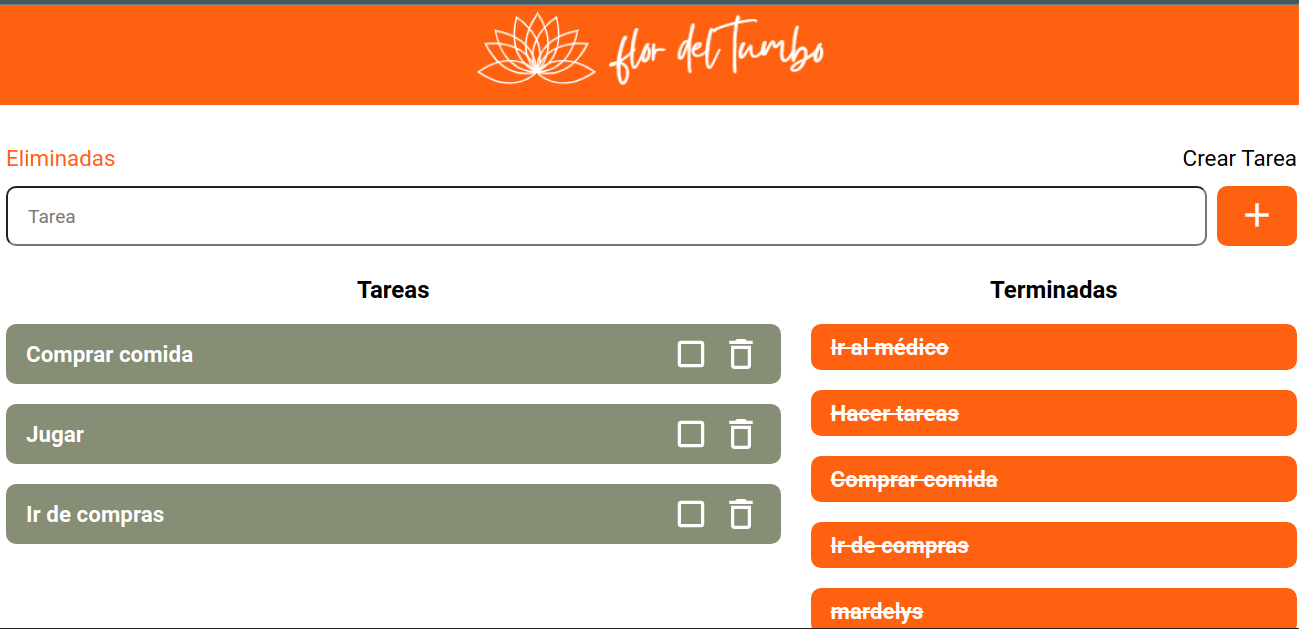 flor del Tumbo
Eliminadas
Crear Tarea
Tarea
Tareas
Terminadas
Comprar comida
Jugar
Ir de compras
Ir al médico
Hacer tareas
Comprar comida
Ir de compras
mardelys